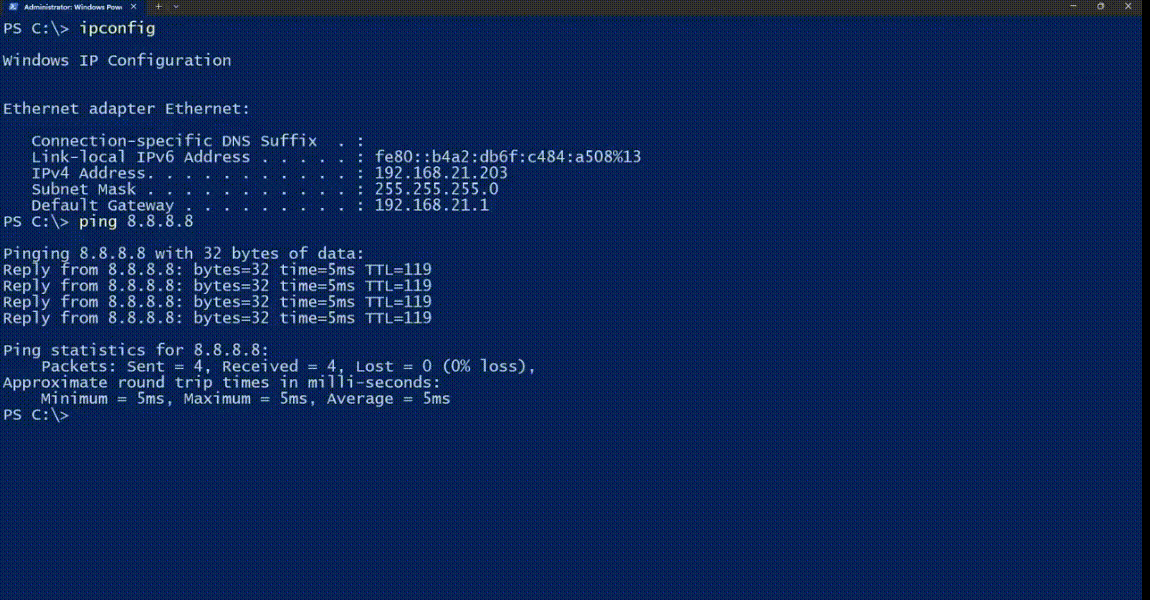 Administrator: Windows Pow
PS C:\> ipconfig
Windows IP Configuration
Ethernet adapter Ethernet:
   Connection-specific DNS Suffix  . :
   Link-local IPv6 Address . . . . . : fe80::b4a2:db6f:c484:a508%13
   IPv4 Address. . . . . . . . . . . : 192.168.21.203
   Subnet Mask . . . . . . . . . . . : 255.255.255.0
   Default Gateway . . . . . . . . . : 192.168.21.1
PS C:\> ping 8.8.8.8
Pinging 8.8.8.8 with 32 bytes of data:
Reply from 8.8.8.8: bytes=32 time=5ms TTL=119
Reply from 8.8.8.8: bytes=32 time=5ms TTL=119
Reply from 8.8.8.8: bytes=32 time=5ms TTL=119
Reply from 8.8.8.8: bytes=32 time=5ms TTL=119
Ping statistics for 8.8.8.8:
    Packets: Sent = 4, Received = 4, Lost = 0 (0% loss),
Approximate round trip times in milli-seconds:
    Minimum = 5ms, Maximum = 5ms, Average = 5ms
PS C:\>